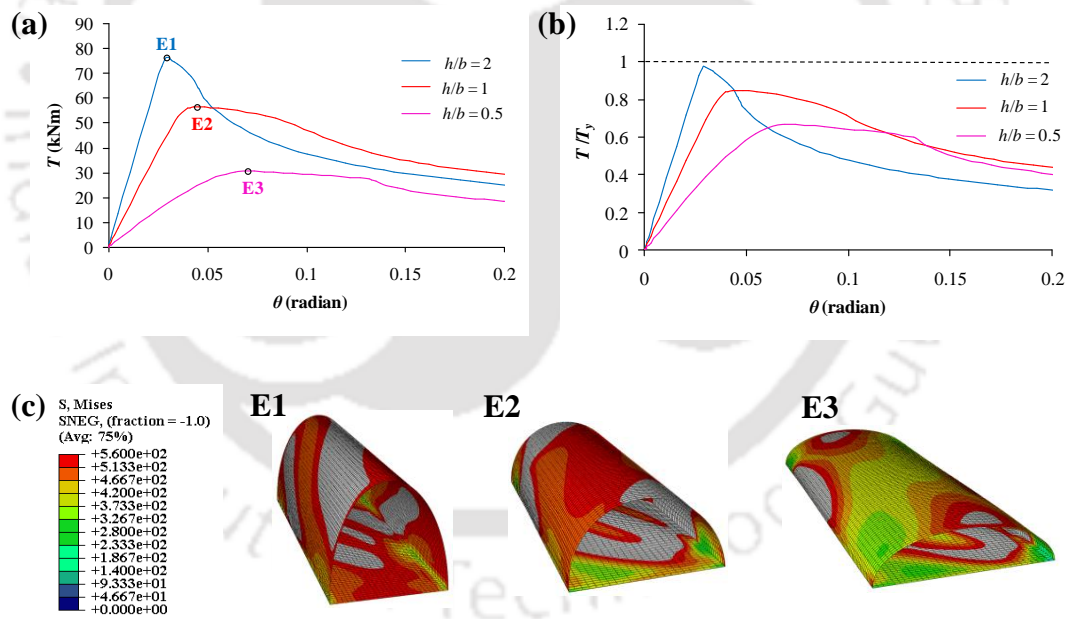 (a)
90
80
70
60
50
40
30
20
10
0
T (kNm)
E1
E2
E3
h/b = 2
h/b = 1
h/b = 0.5
0
0.05
0.1
0.15
0.2
θ (radian)
(b)
1.2
1
0.8
0.6
0.4
0.2
0
T/Ty
h/b = 2
h/b = 1
h/b = 0.5
0
0.05
0.1
0.15
0.2
θ (radian)
(c)
S, Mises
SNEG, (fraction = -1.0)
(Avg: 75%)
+5.600e+02
+5.133e+02
+4.667e+02
+4.200e+02
+3.733e+02
+3.267e+02
+2.800e+02
+2.333e+02
+1.867e+02
+1.400e+02
+9.333e+01
+4.667e+01
+0.000e+00
E1
E2
E3